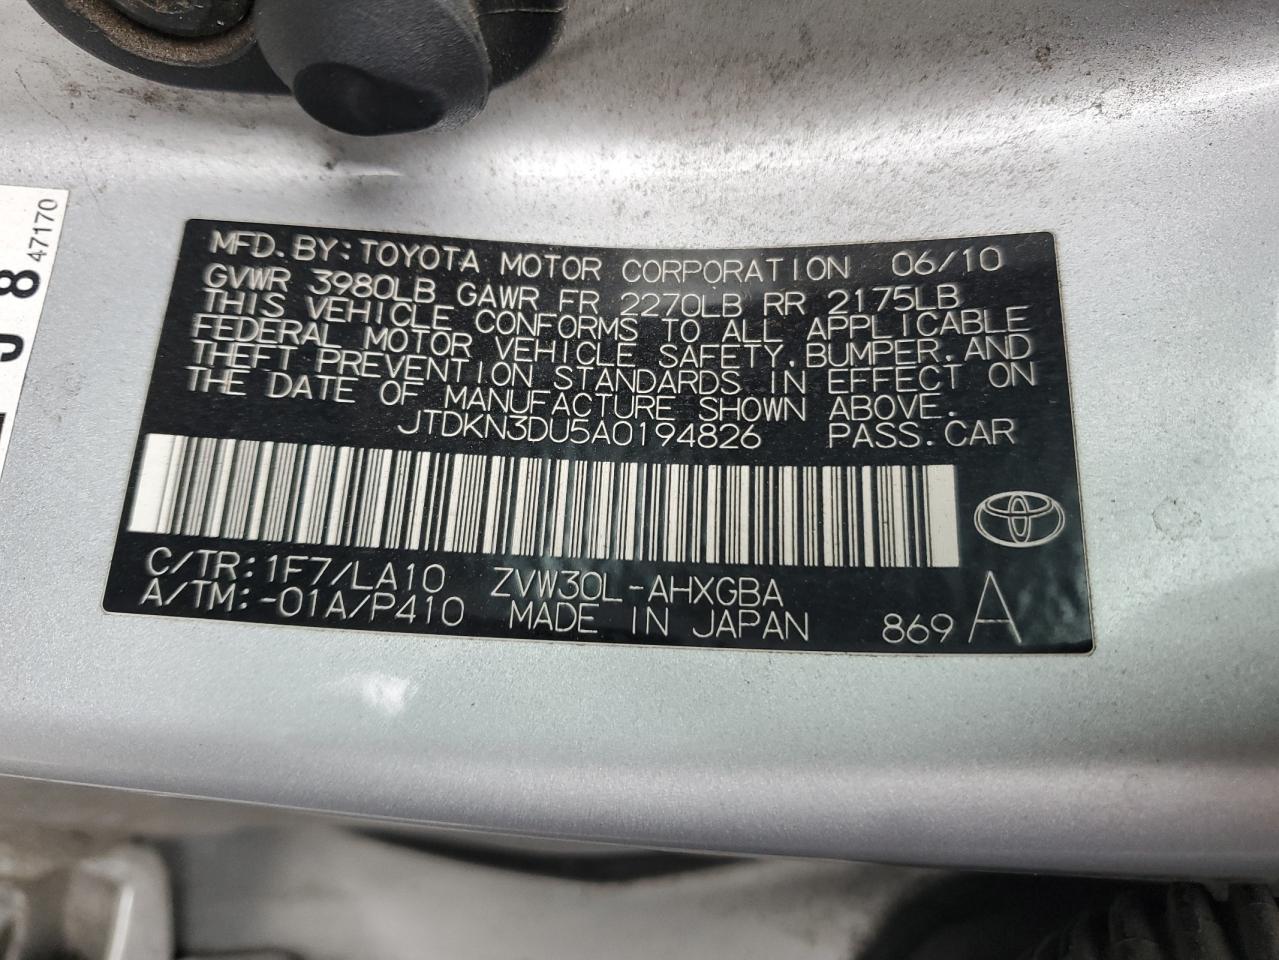 MFD.BY:TOYOTA MOTOR CORPORATION 06/10
GVWR 3980LB GAWR FR 2270LB RR 2175LB
THIS VEHICLE CONFORMS TO ALL APPLICABLE
FEDERAL MOTOR VEHICLE SAFETY,BUMPER,AND
THEFT PREVENTION STANDARDS IN EFFECT ON
THE DATE OF MANUFACTURE SHOWN ABOVE.
JTDKN3DU5A0194826 PASS.CAR
C/TR:1F7/LA10 ZVW30L-AHXGBA
A/TM:-01A/P410 MADE IN JAPAN 869 A
8
47170